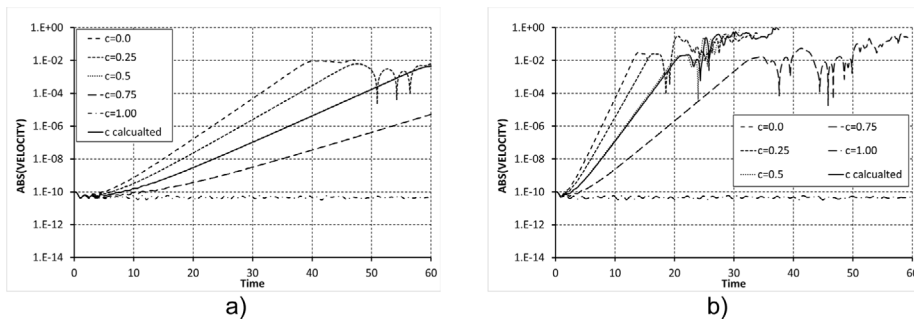 1.E+00
1.E-02
1.E-04
1.E-06
1.E-08
1.E-10
1.E-12
1.E-14
ABS(VELOCITY)
c=0.0
c=0.25
c=0.5
c=0.75
c=1.00
c calcualted
0 10 20 30 40 50 60
Time
a)
1.E+00
1.E-02
1.E-04
1.E-06
1.E-08
1.E-10
1.E-12
1.E-14
ABS(VELOCITY)
c=0.0 c=0.75
c=0.25 c=1.00
c=0.5 c calcualted
0 10 20 30 40 50 60
Time
b)